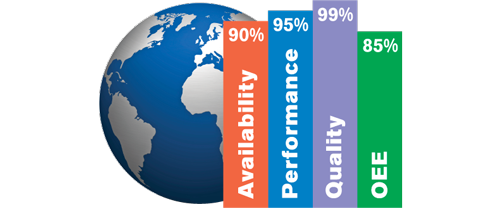 90%
Availability
95%
Performance
99%
Quality
85%
OEE